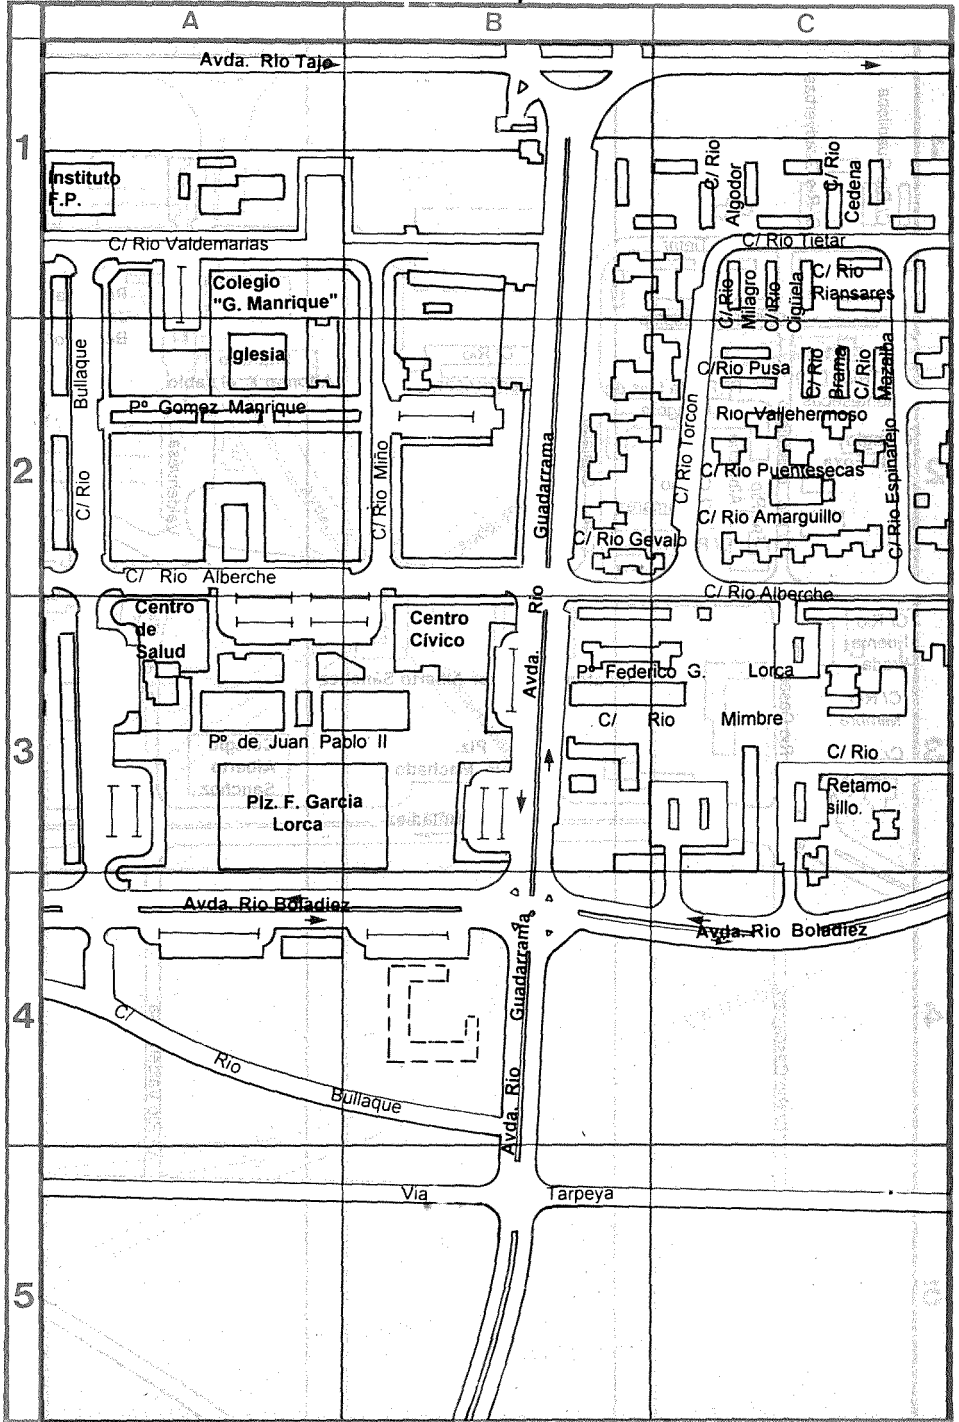 A B C
1
2
3
4
5
Avda. Rio Tajo
Instituto
F.P.
C/ Rio
Algodor
C/ Rio
Cedena
C/ Rio Valdemarias
C/ Rio Tietar
Colegio
"G. Manrique"
C/ Rio
Milagro
C/ Rio
Cigüela
C/ Rio
Riansares
Iglesia
C/ Rio Bullaque
Pº Gomez Manrique
C/ Rio Miño
C/ Rio Pusa
C/ Rio
Brama
C/ Rio
Mazalba
Rio Vallehermoso
C/ Rio Torcon
C/ Rio Puentesecas
C/ Rio Espinarejo
C/ Rio Amarguillo
C/ Rio Gevalo
C/ Rio Alberche
C/ Rio Alberche
Avda. Rio Guadarrama
Centro
de
Salud
Centro
Cívico
Pº Federico G. Lorca
C/ Rio Mimbre
Pº de Juan Pablo II
C/ Rio
Retamo-
sillo.
Plz. F. Garcia
Lorca
Avda. Rio Boladiez
Avda. Rio Boladiez
Avda. Rio Guadarrama
C/ Rio Bullaque
Via Tarpeya